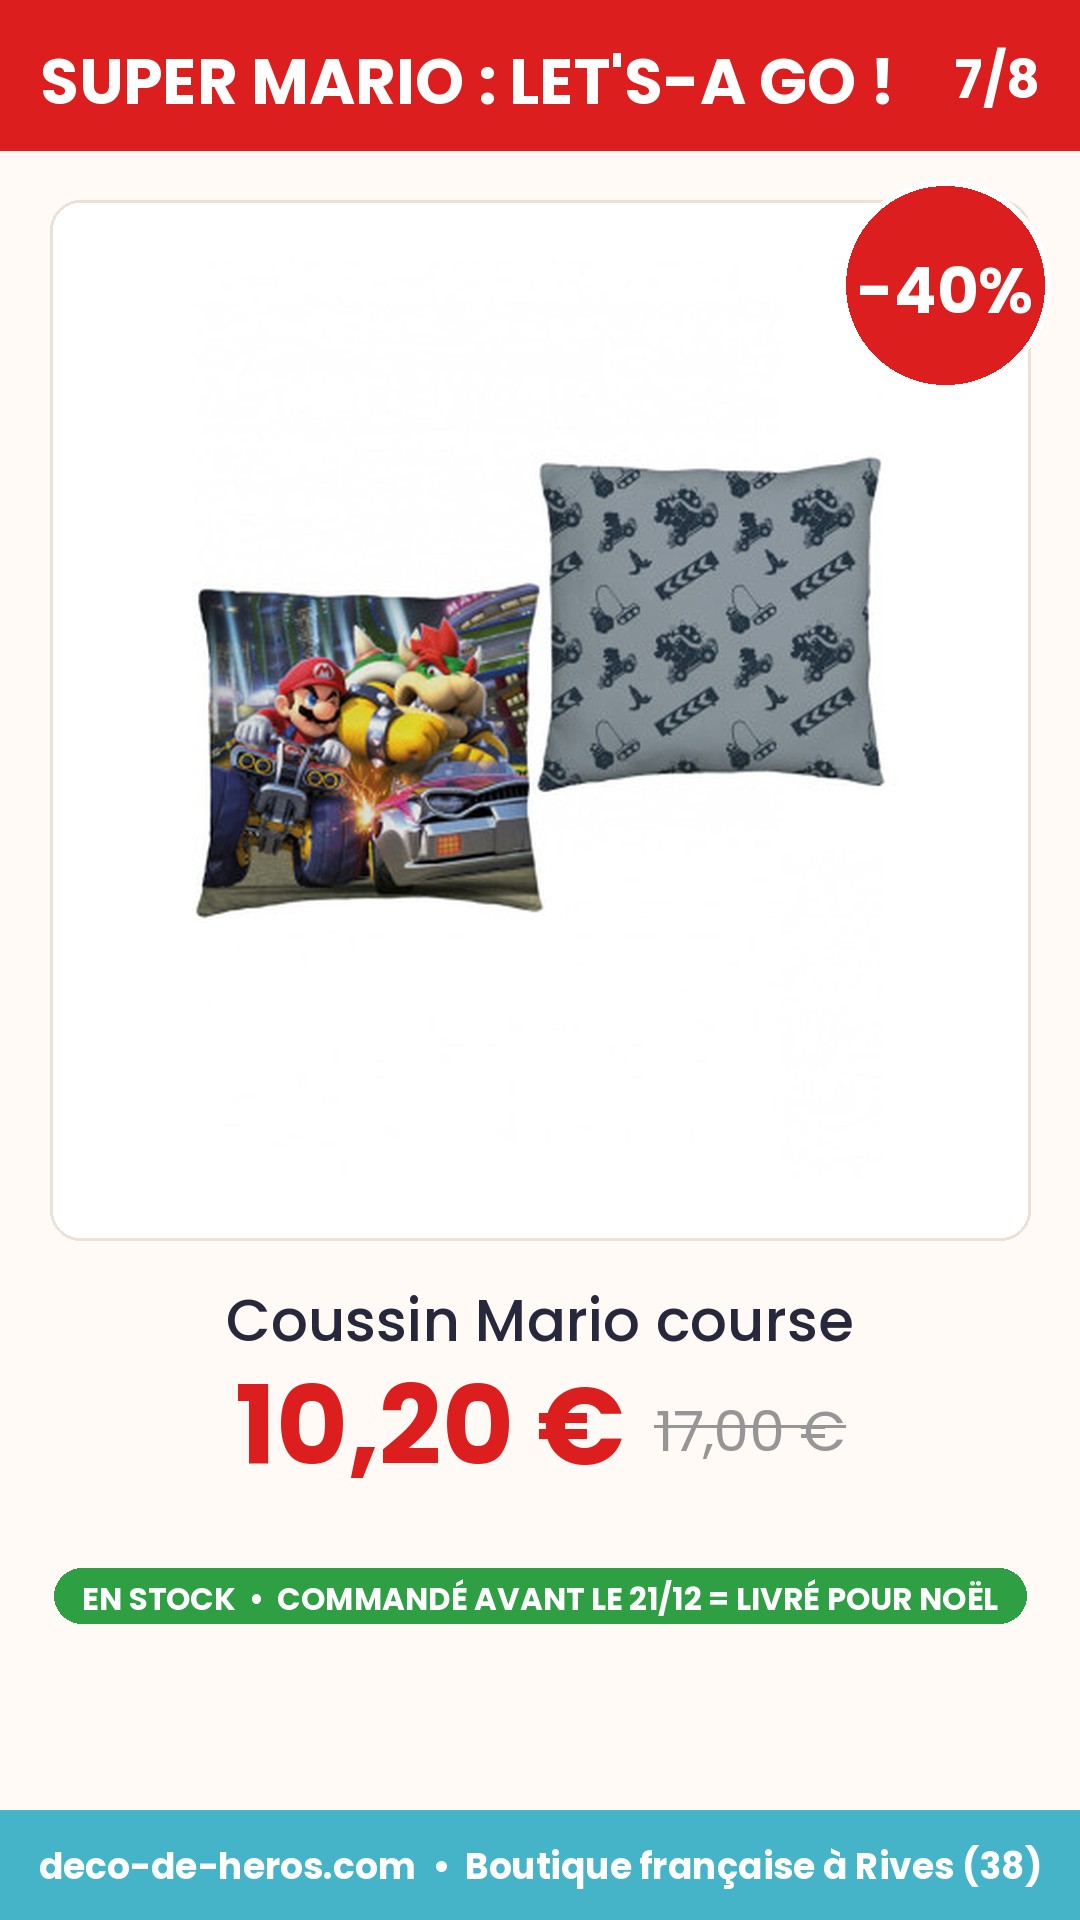 SUPER MARIO : LET'S-A GO ! 7/8
-40%
Coussin Mario course
10,20 € 17,00 €
EN STOCK • COMMANDÉ AVANT LE 21/12 = LIVRÉ POUR NOËL
deco-de-heros.com • Boutique française à Rives (38)